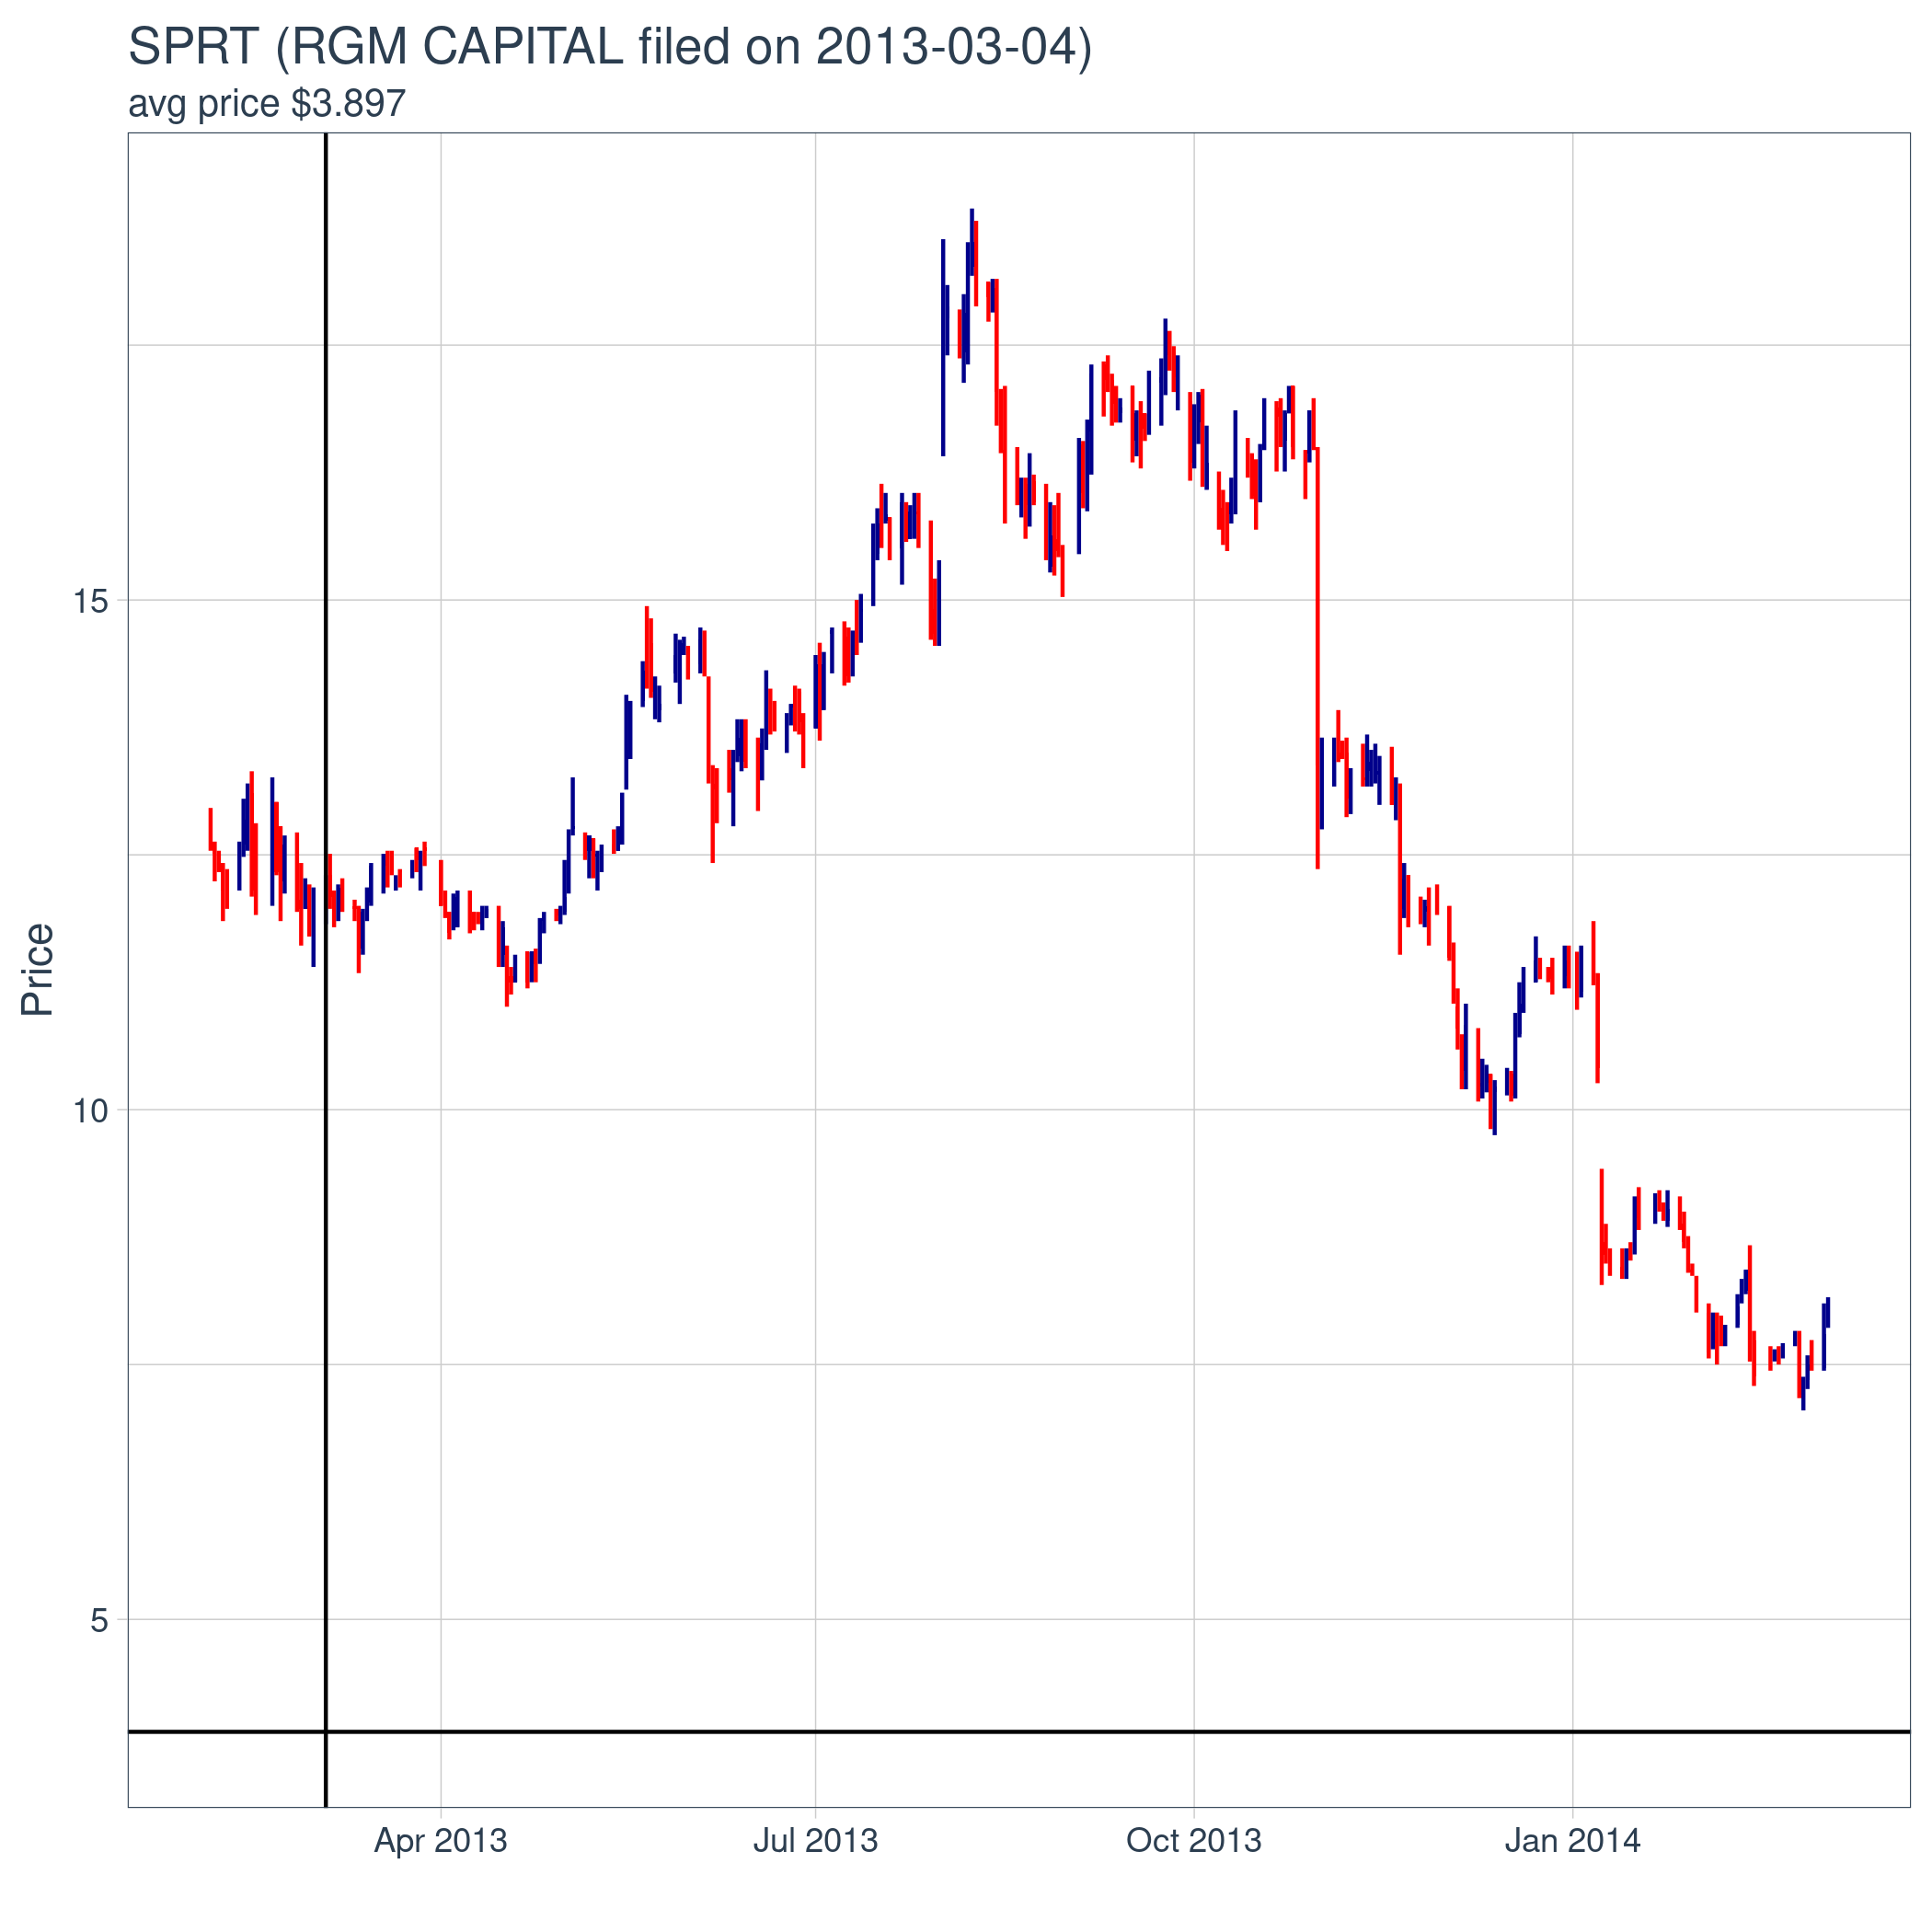 SPRT (RGM CAPITAL filed on 2013-03-04)
avg price $3.897
Price
15
10
5
Apr 2013
Jul 2013
Oct 2013
Jan 2014